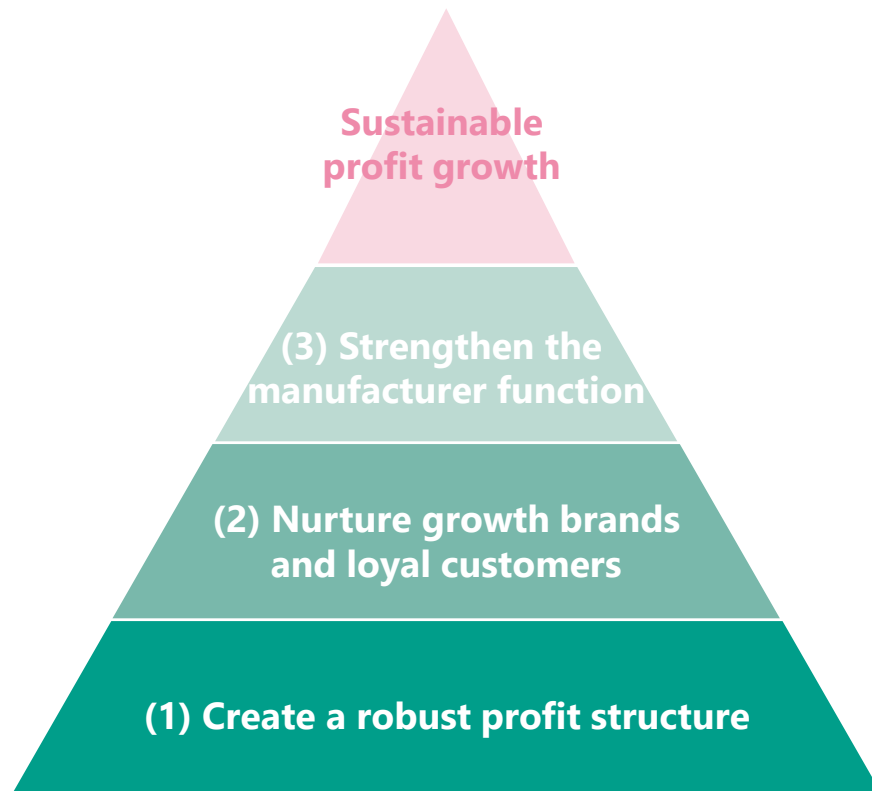 Sustainable
profit growth
(3) Strengthen the
manufacturer function
(2) Nurture growth brands
and loyal customers
(1) Create a robust profit structure